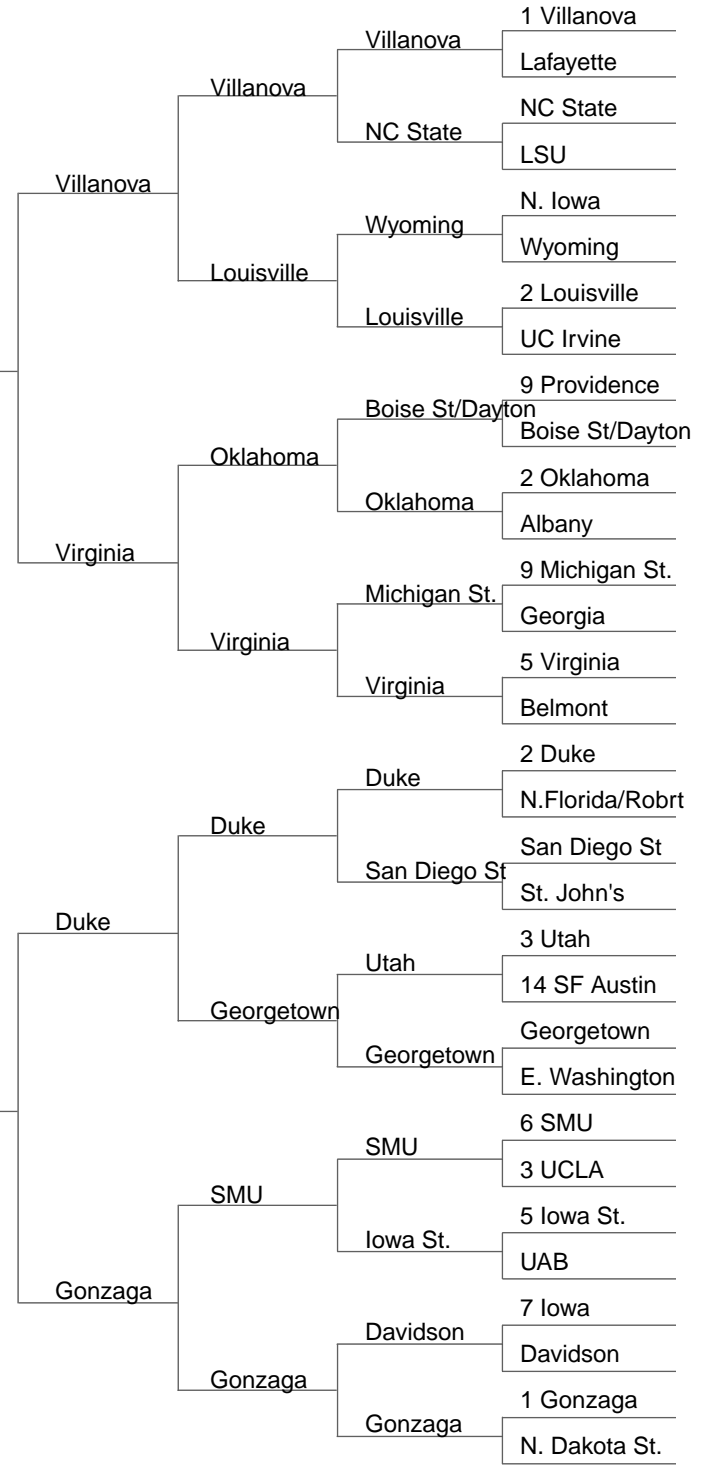 1 Villanova
Villanova
Lafayette
Villanova
NC State
NC State
LSU
Villanova
N. Iowa
Wyoming
Wyoming
Louisville
2 Louisville
Louisville
UC Irvine
9 Providence
Boise St/Dayton
Boise St/Dayton
Oklahoma
2 Oklahoma
Oklahoma
Albany
Virginia
9 Michigan St.
Michigan St.
Georgia
Virginia
5 Virginia
Virginia
Belmont
2 Duke
Duke
N.Florida/Robrt
Duke
San Diego St
San Diego St
St. John's
Duke
3 Utah
Utah
14 SF Austin
Georgetown
Georgetown
Georgetown
E. Washington
6 SMU
SMU
3 UCLA
SMU
5 Iowa St.
Iowa St.
UAB
Gonzaga
7 Iowa
Davidson
Davidson
Gonzaga
1 Gonzaga
Gonzaga
N. Dakota St.